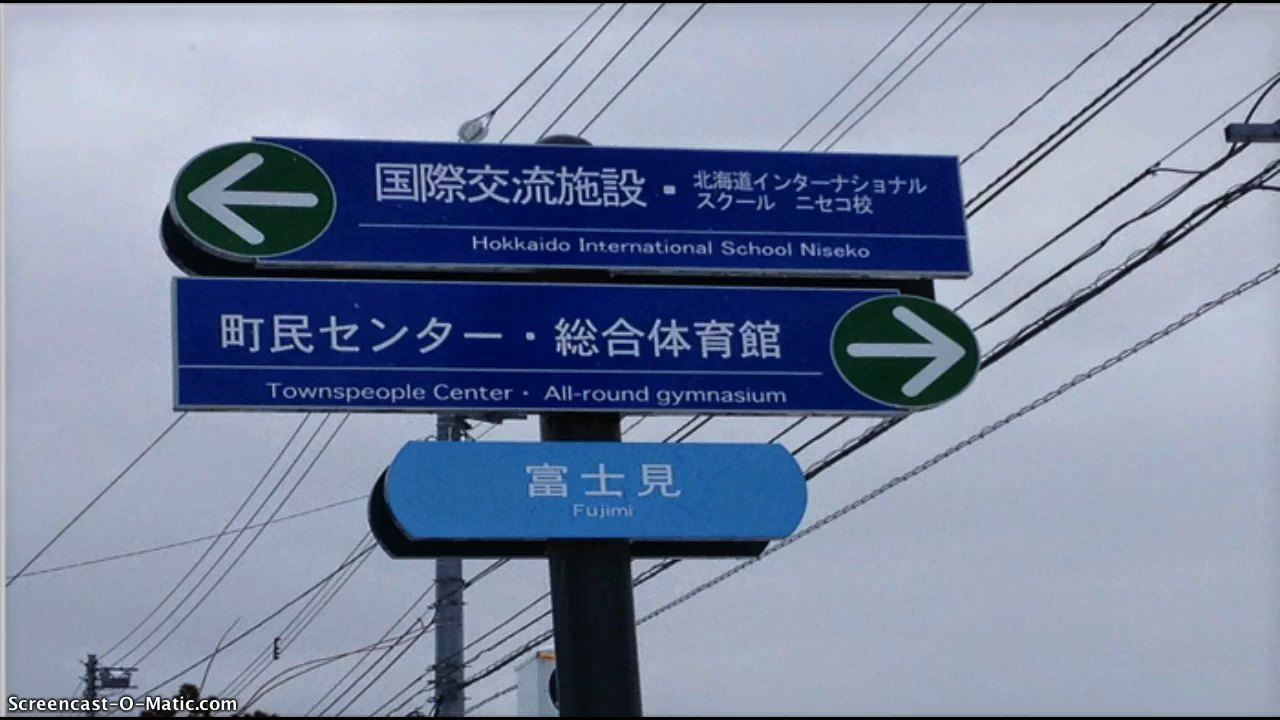 国際交流施設・北海道インターナショナル
スクール ニセコ校
Hokkaido International School Niseko
町民センター・総合体育館
Townspeople Center・All-round gymnasium
富士見
Fujimi
Screencast-O-Matic.com